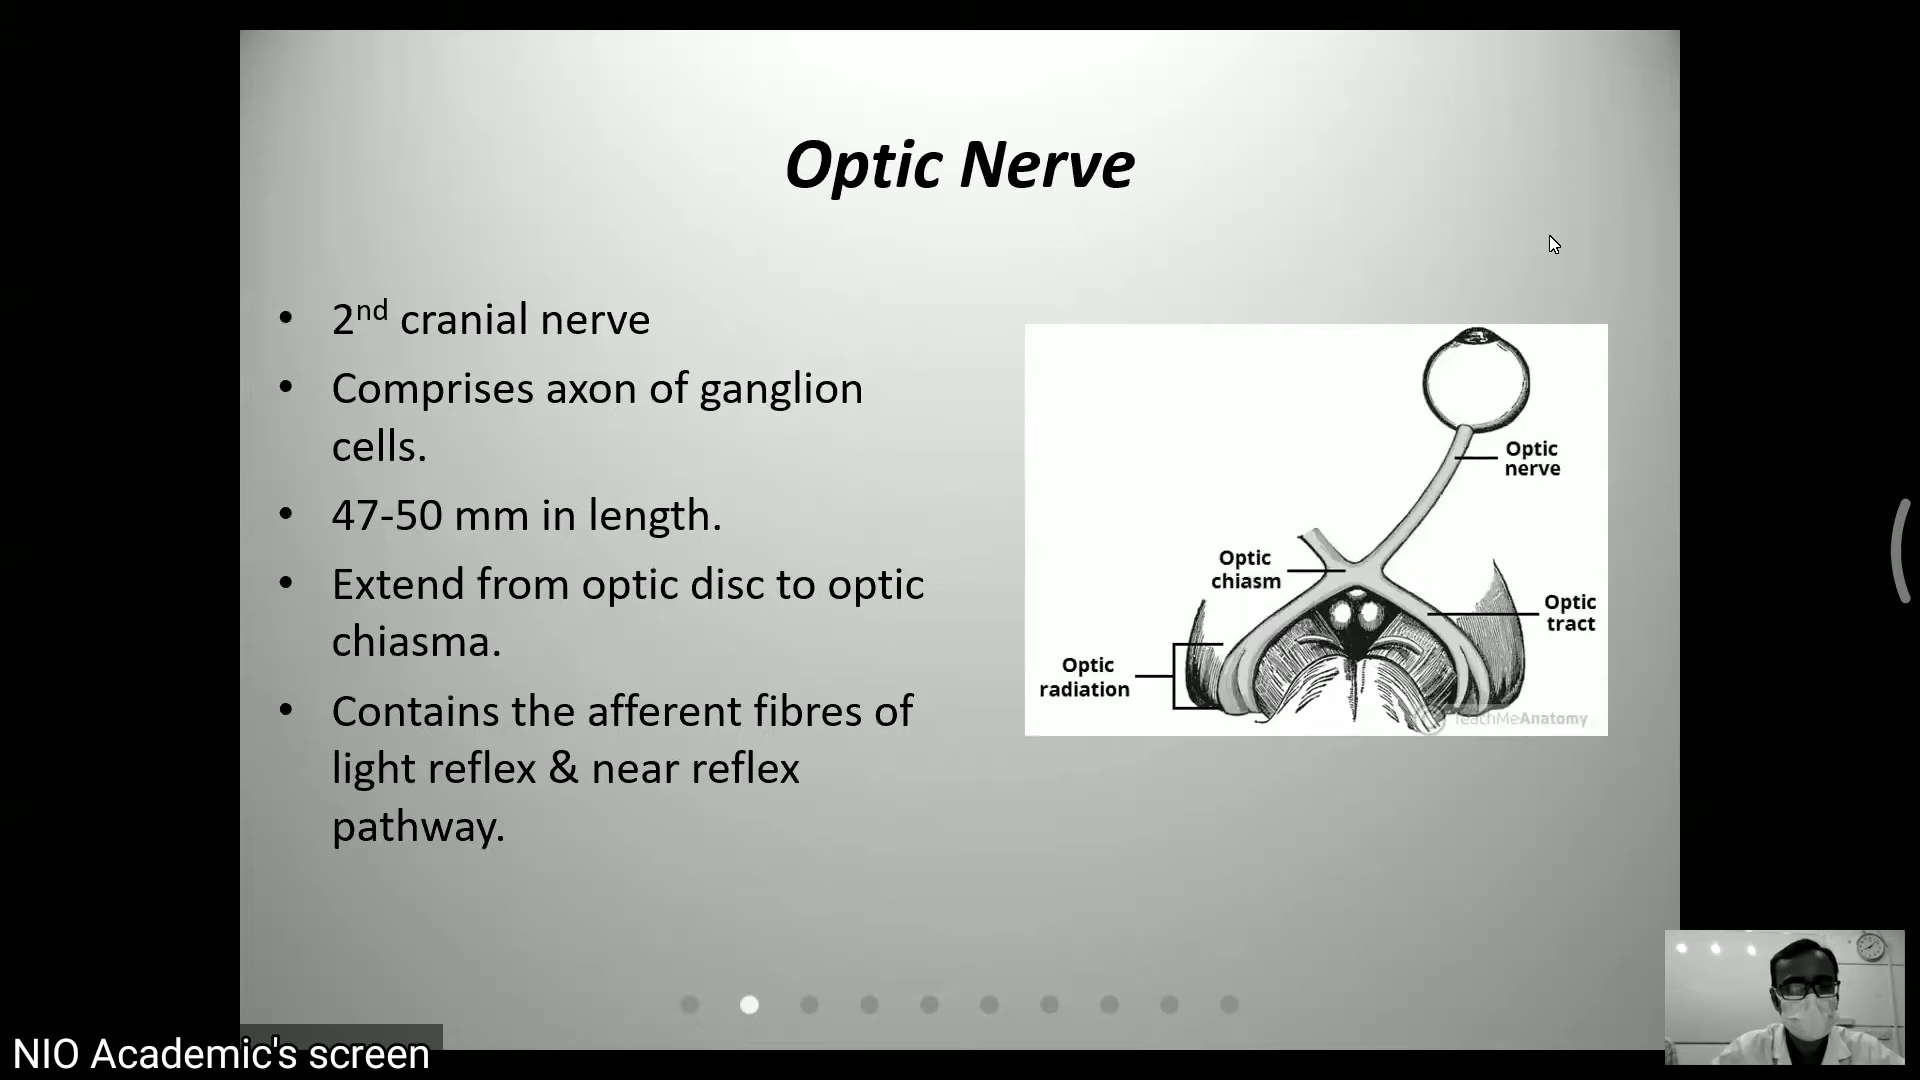 Optic Nerve
• 2nd cranial nerve
• Comprises axon of ganglion
cells.
• 47-50 mm in length.
• Extend from optic disc to optic
chiasma.
• Contains the afferent fibres of
light reflex & near reflex
pathway.
Optic
nerve
Optic
chiasm
Optic
tract
Optic
radiation
TeachMeAnatomy
NIO Academic's screen